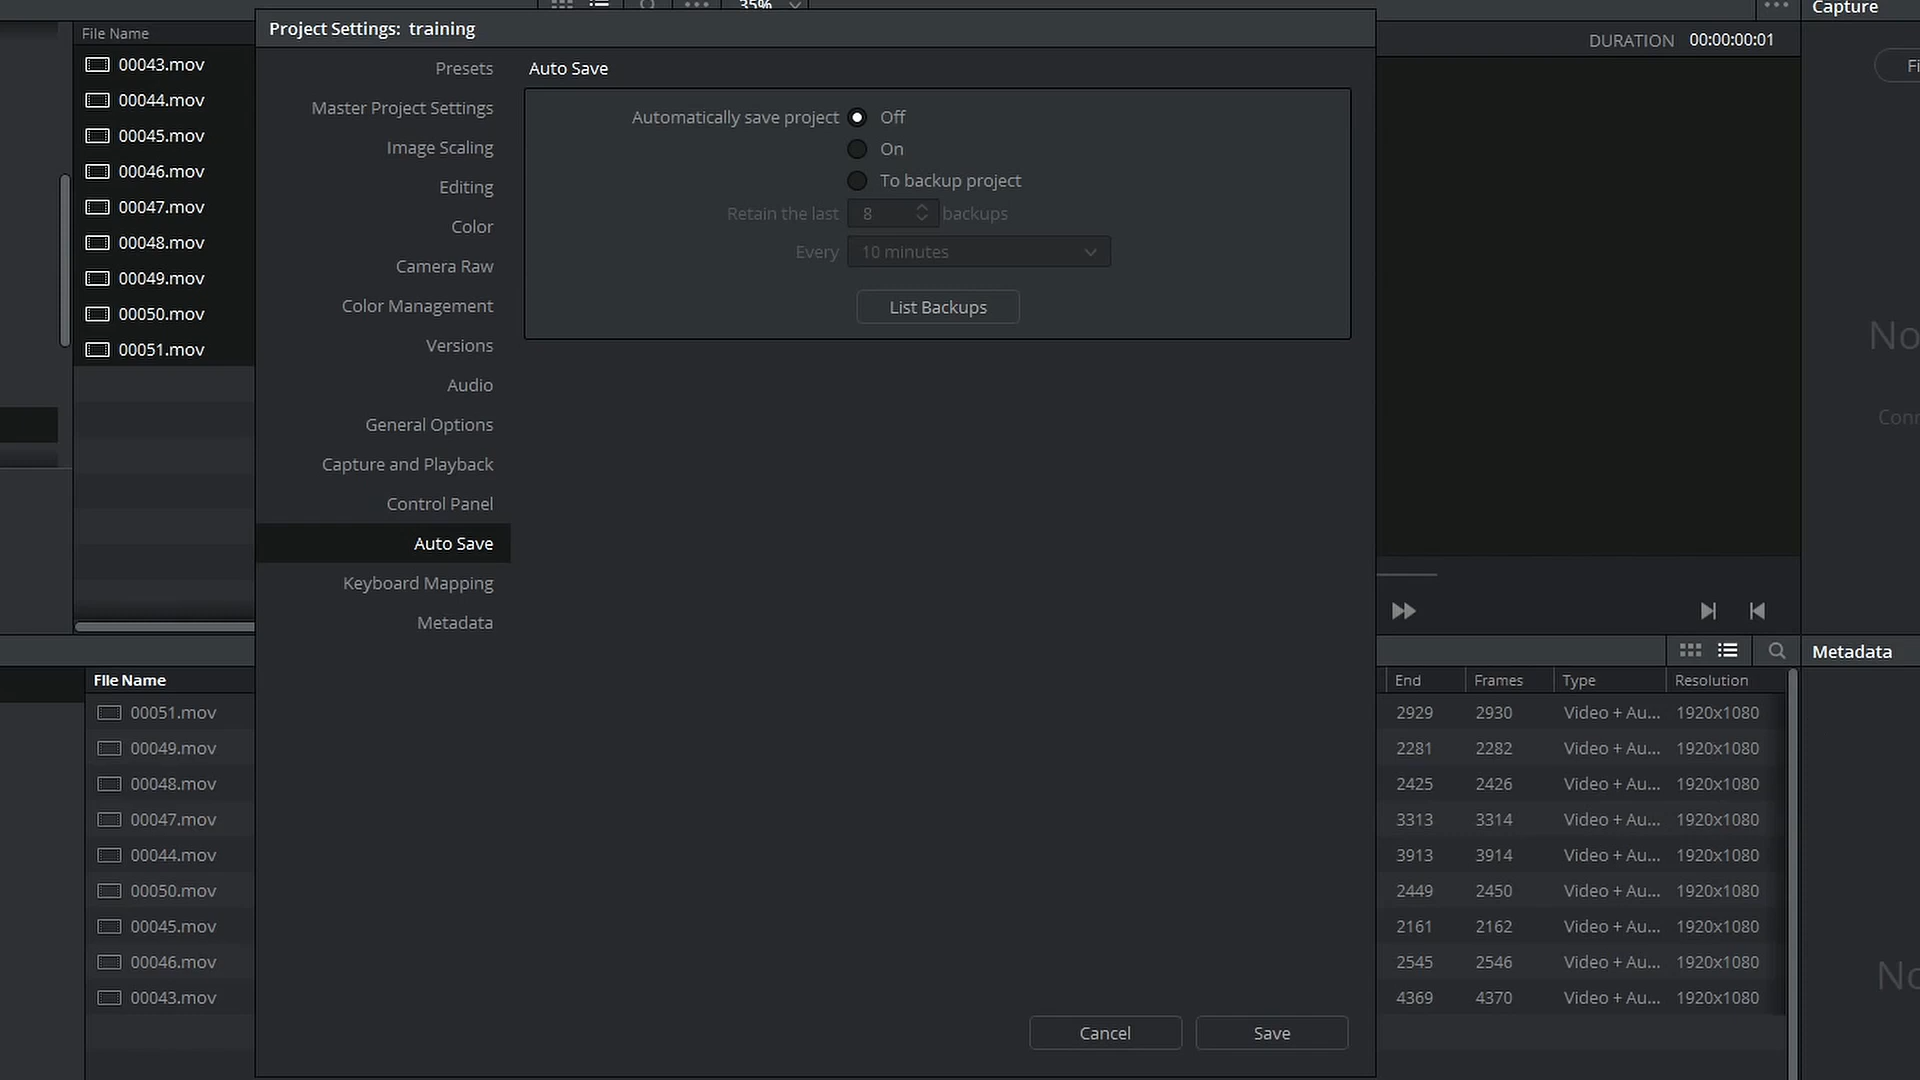 35%
Capture
File Name
Project Settings: training
DURATION 00:00:00:01
00043.mov
00044.mov
00045.mov
00046.mov
00047.mov
00048.mov
00049.mov
00050.mov
00051.mov
Presets
Master Project Settings
Image Scaling
Editing
Color
Camera Raw
Color Management
Versions
Audio
General Options
Capture and Playback
Control Panel
Auto Save
Keyboard Mapping
Metadata
Auto Save
Automatically save project Off
On
To backup project
Retain the last 8 backups
Every 10 minutes
List Backups
Cancel
Save
Metadata
File Name
00051.mov
00049.mov
00048.mov
00047.mov
00044.mov
00050.mov
00045.mov
00046.mov
00043.mov
End Frames Type Resolution
2929 2930 Video + Au... 1920x1080
2281 2282 Video + Au... 1920x1080
2425 2426 Video + Au... 1920x1080
3313 3314 Video + Au... 1920x1080
3913 3914 Video + Au... 1920x1080
2449 2450 Video + Au... 1920x1080
2161 2162 Video + Au... 1920x1080
2545 2546 Video + Au... 1920x1080
4369 4370 Video + Au... 1920x1080